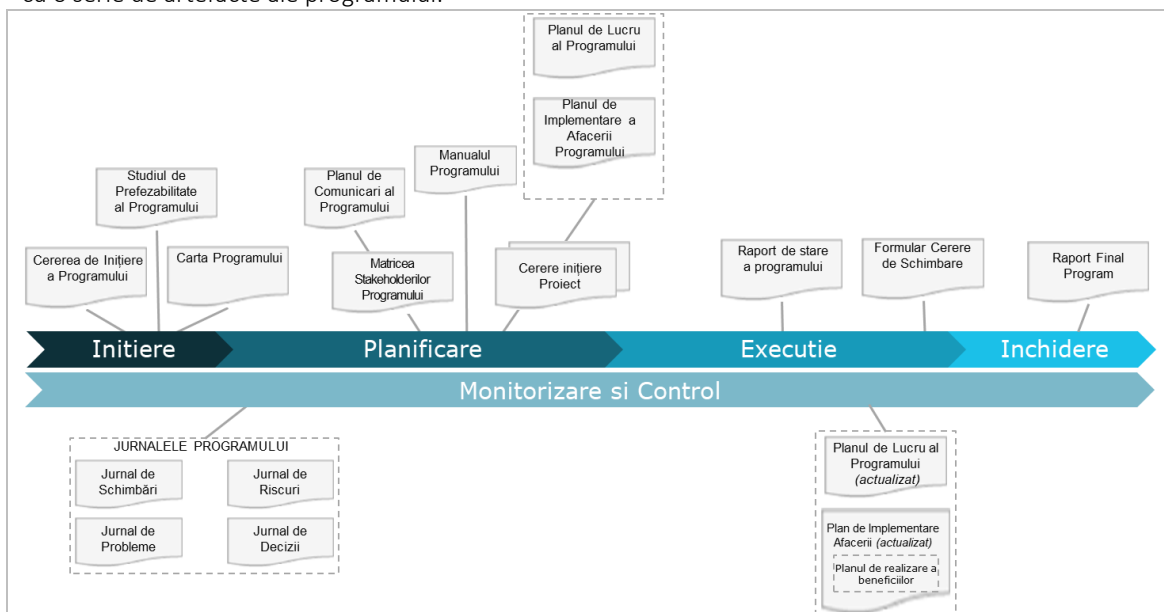 ca o serie de artefacte ale programului.
Planul de Lucru
al Programului
Planul de
Implementare a
Afacerii
Programului
Manualul
Programului
Studiul de
Prefezabilitate
al Programului
Planul de
Comunicari al
Programului
Cererea de Inițiere
a Programului
Carta Programului
Matricea
Stakeholderilor
Programului
Cerere inițiere
Proiect
Raport de stare
a programului
Formular Cerere
de Schimbare
Raport Final
Program
Initiere
Planificare
Executie
Inchidere
Monitorizare si Control
JURNALELE PROGRAMULUI
Jurnal de
Schimbări
Jurnal de
Riscuri
Jurnal de
Probleme
Jurnal de
Decizii
Planul de Lucru al
Programului
(actualizat)
Plan de Implementare
Afacerii (actualizat)
Planul de realizare a
beneficiilor